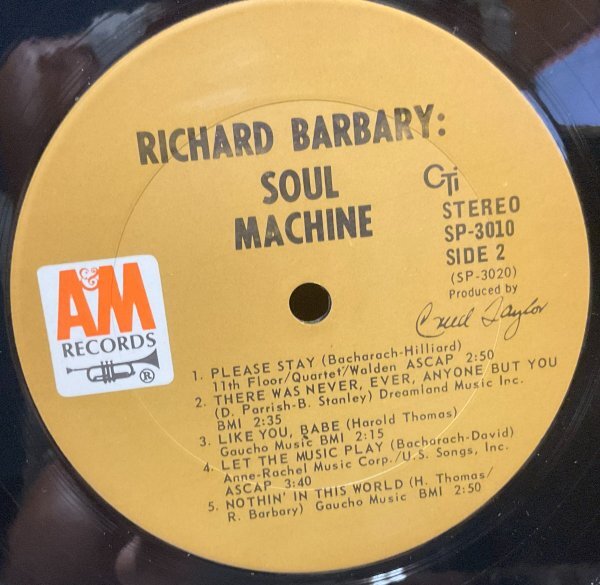 RICHARD BARBARY:
SOUL
MACHINE
CTi
STEREO
SP-3010
SIDE 2
(SP-3020)
Produced by
Creed Taylor
A&M
RECORDS
®
1. PLEASE STAY (Bacharach-Hilliard)
11th Floor/Quartet/Walden ASCAP 2:50
2. THERE WAS NEVER, EVER, ANYONE BUT YOU
(D. Parrish-B. Stanley) Dreamland Music Inc.
BMI 2:35
3. LIKE YOU, BABE (Harold Thomas)
Gaucho Music BMI 2:15
4. LET THE MUSIC PLAY (Bacharach-David)
Anne-Rachel Music Corp./U.S. Songs, Inc.
ASCAP 3:40
5. NOTHIN' IN THIS WORLD (H. Thomas/
R. Barbary) Gaucho Music BMI 2:50